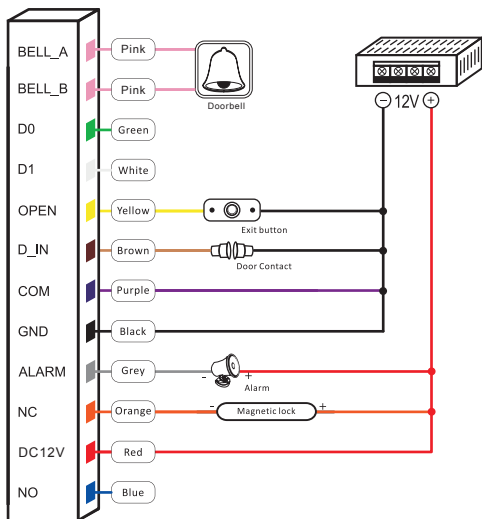 BELL_A Pink
BELL_B Pink
Doorbell
− 12V +
D0 Green
D1 White
OPEN Yellow
Exit button
D_IN Brown
Door Contact
COM Purple
GND Black
ALARM Grey - +
Alarm
NC Orange - Magnetic lock +
DC12V Red
NO Blue